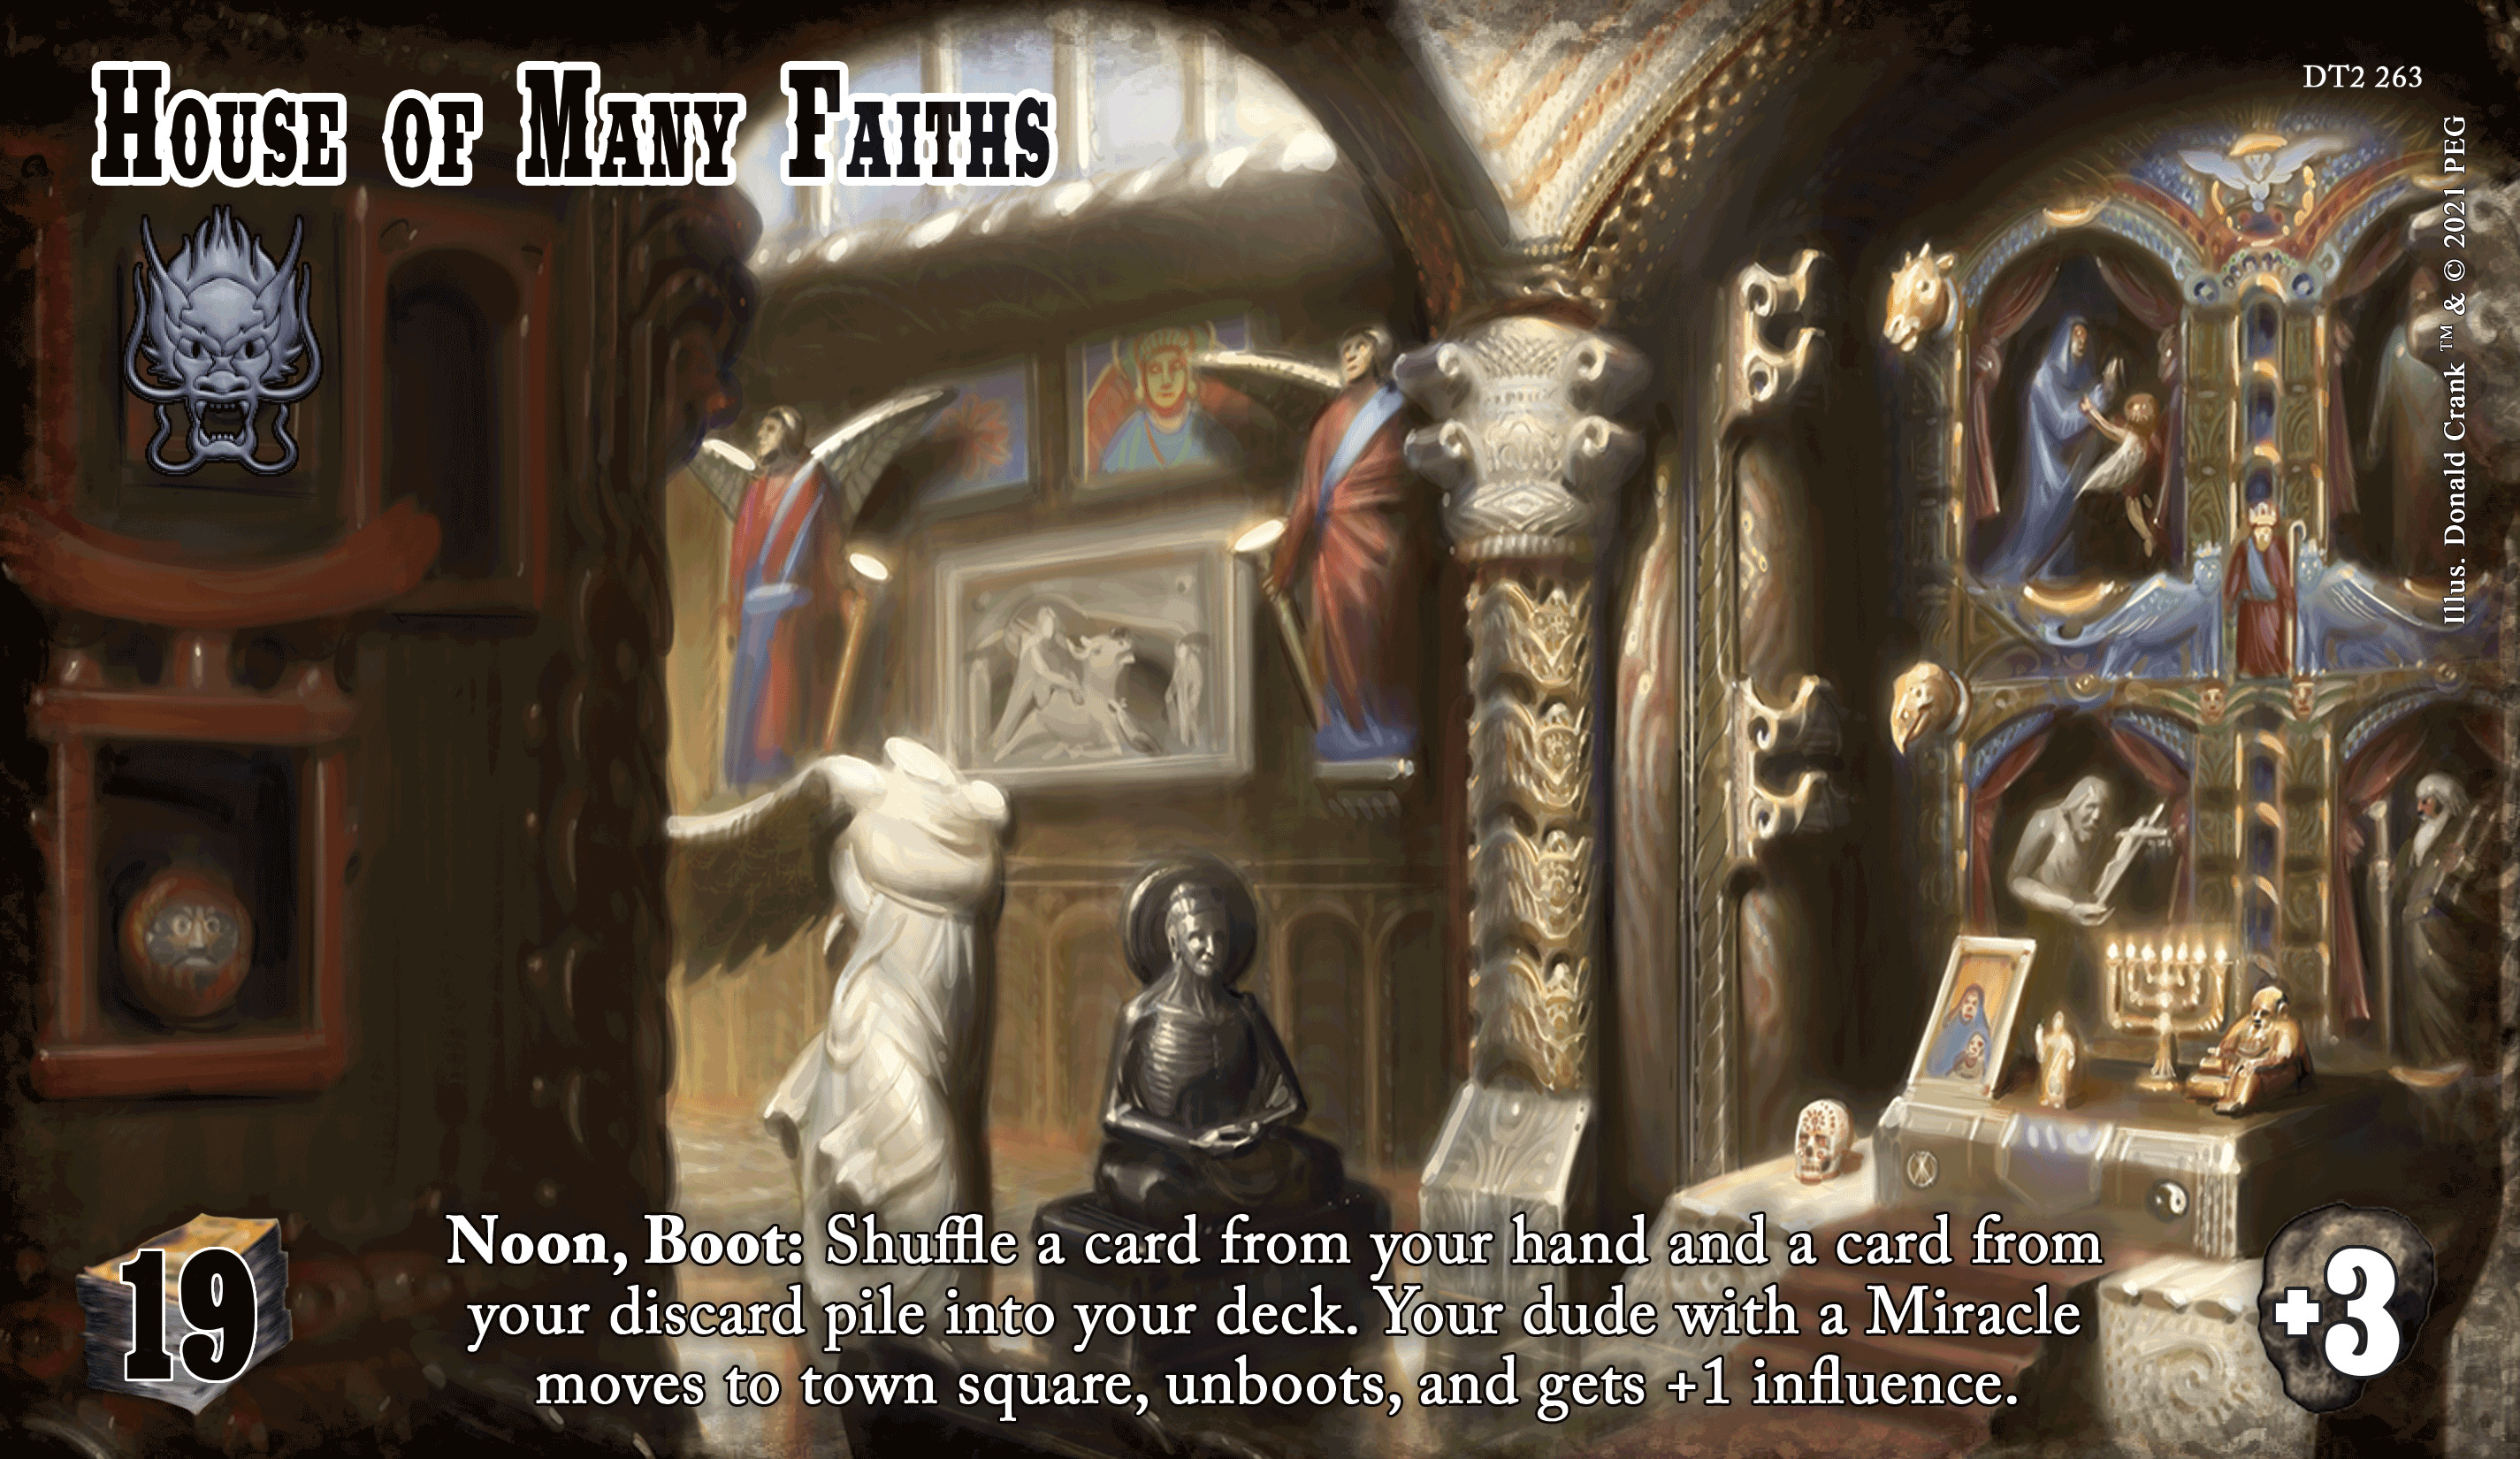 House of Many Faiths
DT2 263
Illus. Donald Crank ™ & © 2021 PEG
19
Noon, Boot: Shuffle a card from your hand and a card from
your discard pile into your deck. Your dude with a Miracle
moves to town square, unboots, and gets +1 influence.
+3